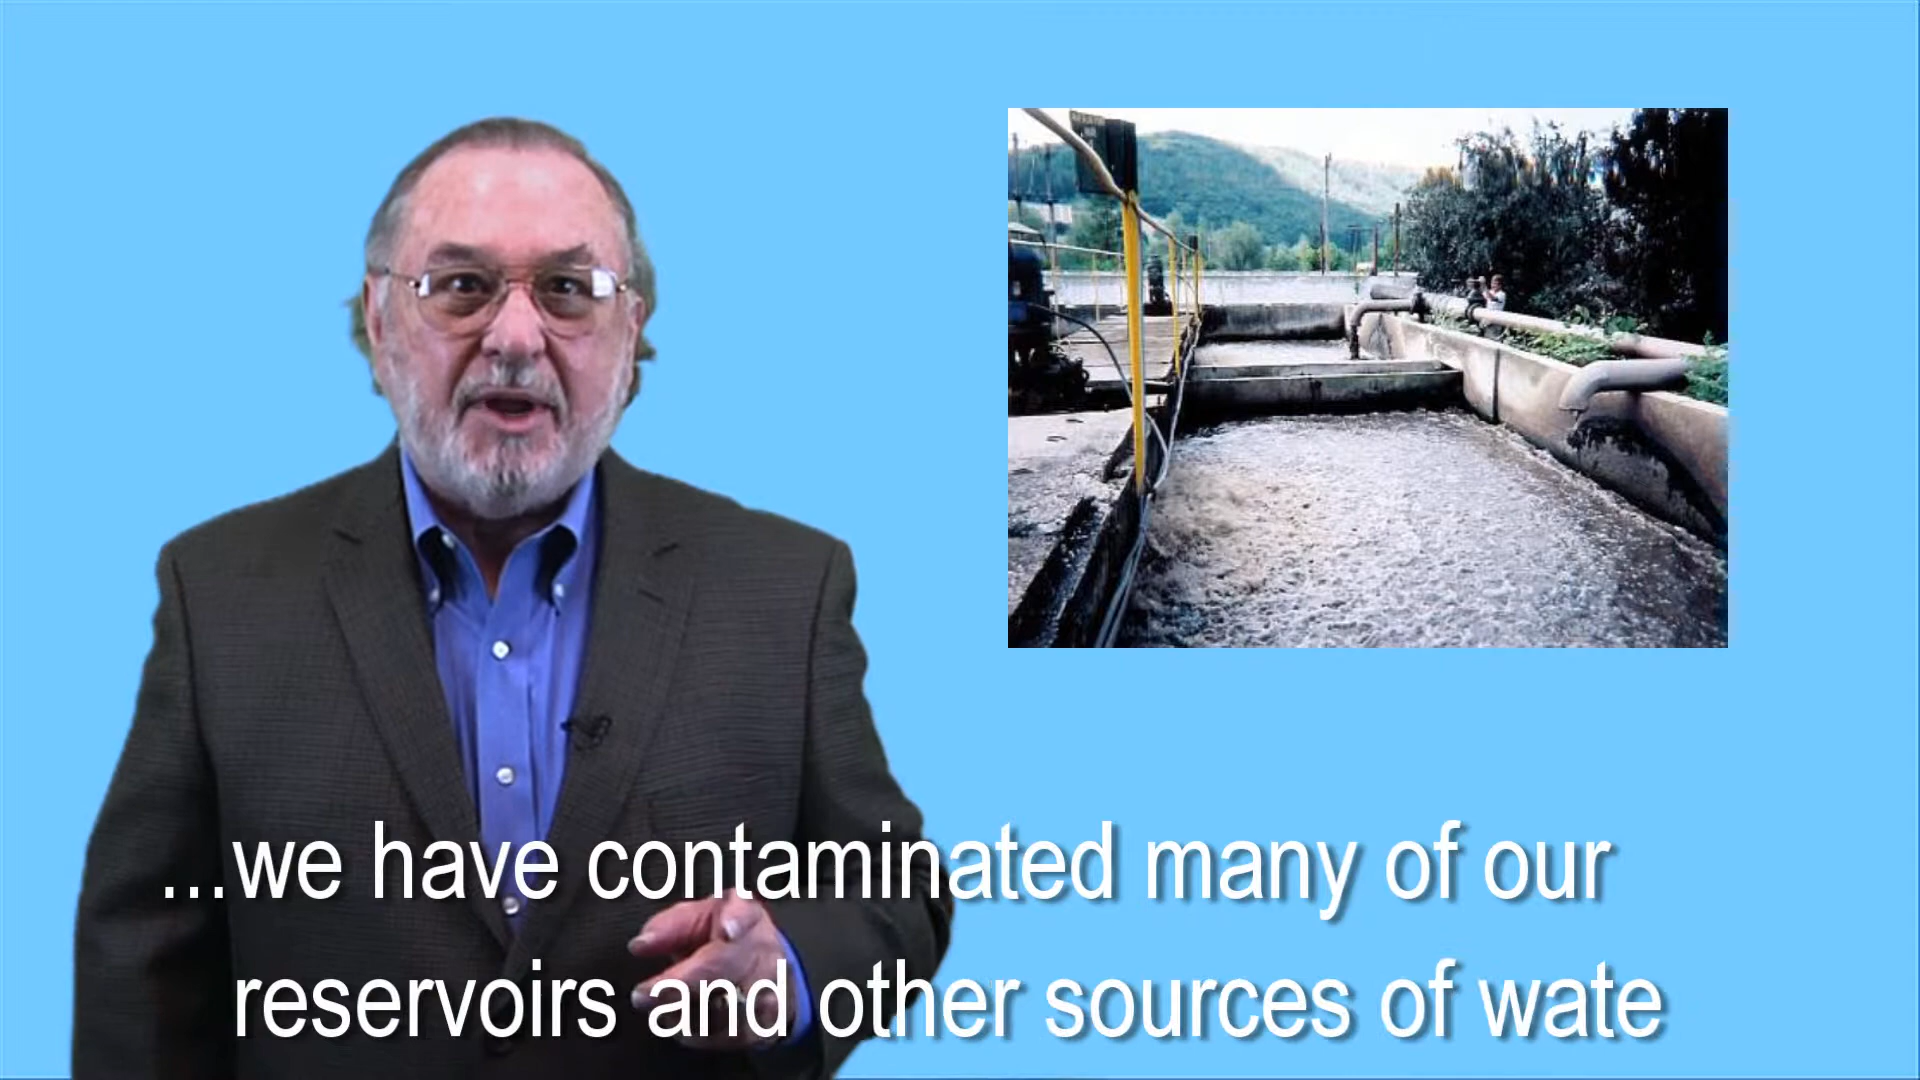 ...we have contaminated many of our
reservoirs and other sources of wate